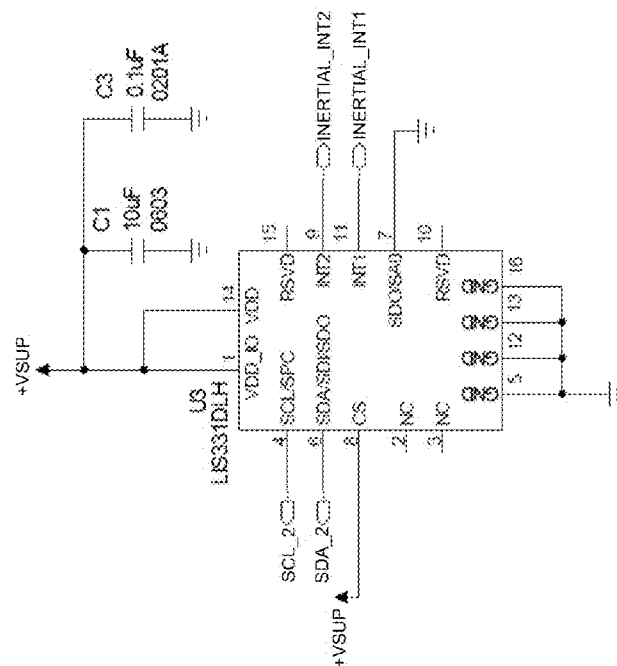 +VSUP
C1
10uF
0603
C3
0.1uF
0201A
U3
LIS331DLH
1
14
VDD_IO
VDD
SCL_2
4
SCL/SPC
RSVD
15
SDA_2
6
SDA/SDI/SDO
INT2
9
INERTIAL_INT2
+VSUP
8
CS
INT1
11
INERTIAL_INT1
2
NC
SDO/SA0
7
3
NC
RSVD
10
GND
GND
GND
GND
5
12
13
16